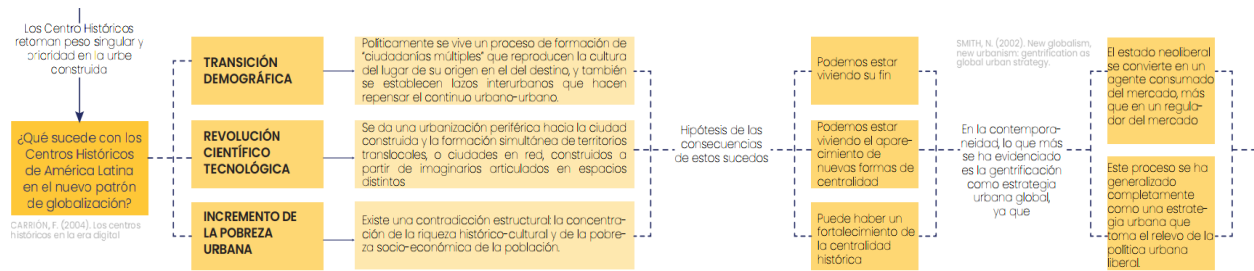 Los Centro Históricos
retoman peso singular y
prioridad en la urbe
construida
¿Qué sucede con los
Centros Históricos
de América Latina
en el nuevo patrón
de globalización?
CARRIÓN, F. (2004). Los centros
históricos en la era digital
TRANSICIÓN
DEMOGRÁFICA
Políticamente se vive un proceso de formación de
"ciudadanías múltiples" que reproducen la cultura
del lugar de su origen en el del destino, y también
se establecen lazos interurbanos que hacen
repensar el continuo urbano-urbano.
REVOLUCIÓN
CIENTÍFICO
TECNOLÓGICA
Se da una urbanización periférica hacia la ciudad
construida y la formación simultánea de territorios
translocales, o ciudades en red, construidos a
partir de imaginarios articulados en espacios
distintos
INCREMENTO DE
LA POBREZA
URBANA
Existe una contradicción estructural: la concentra-
ción de la riqueza histórico-cultural y de la pobre-
za socio-económica de la población.
Hipótesis de las
consecuencias
de estos sucedos
Podemos estar
viviendo su fin
Podemos estar
viviendo el apare-
cimiento de
nuevas formas de
centralidad
Puede haber un
fortalecimiento de
la centralidad
histórica
SMITH, N. (2002). New globalism,
new urbanism: gentrification as
global urban strategy.
En la contempora-
neidad, lo que más
se ha evidenciado
es la gentrificación
como estrategia
urbana global,
ya que
El estado neoliberal
se convierte en un
agente consumado
del mercado, más
que en un regula-
dor del mercado
Este proceso se ha
generalizado
completamente
como una estrate-
gia urbana que
toma el relevo de la
política urbana
liberal.